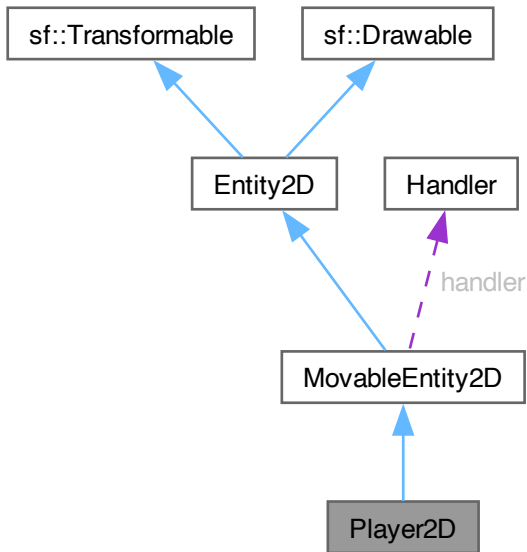 sf::Transformable
sf::Drawable
Entity2D
Handler
handler
MovableEntity2D
Player2D